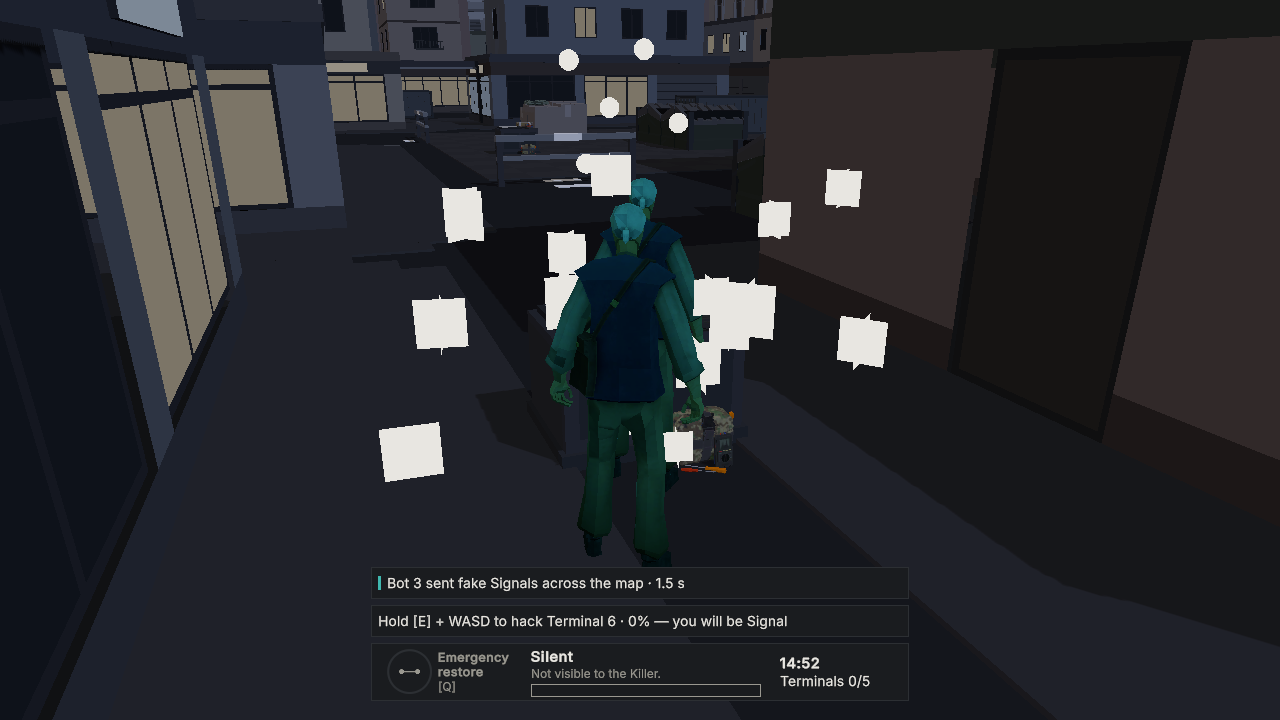 Bot 3 sent fake Signals across the map · 1.5 s
Hold [E] + WASD to hack Terminal 6 · 0% — you will be Signal
Emergency restore
[Q]
Silent
Not visible to the Killer.
14:52
Terminals 0/5